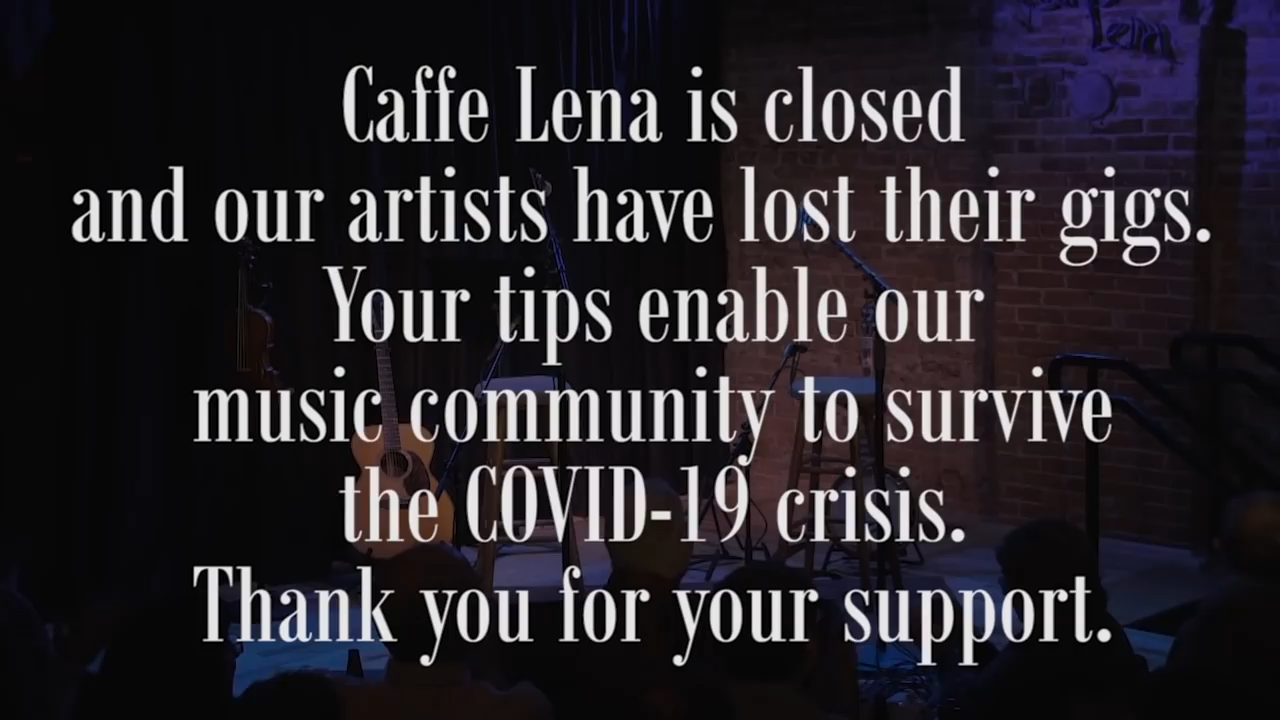 Caffe Lena is closed
and our artists have lost their gigs.
Your tips enable our
music community to survive
the COVID-19 crisis.
Thank you for your support.